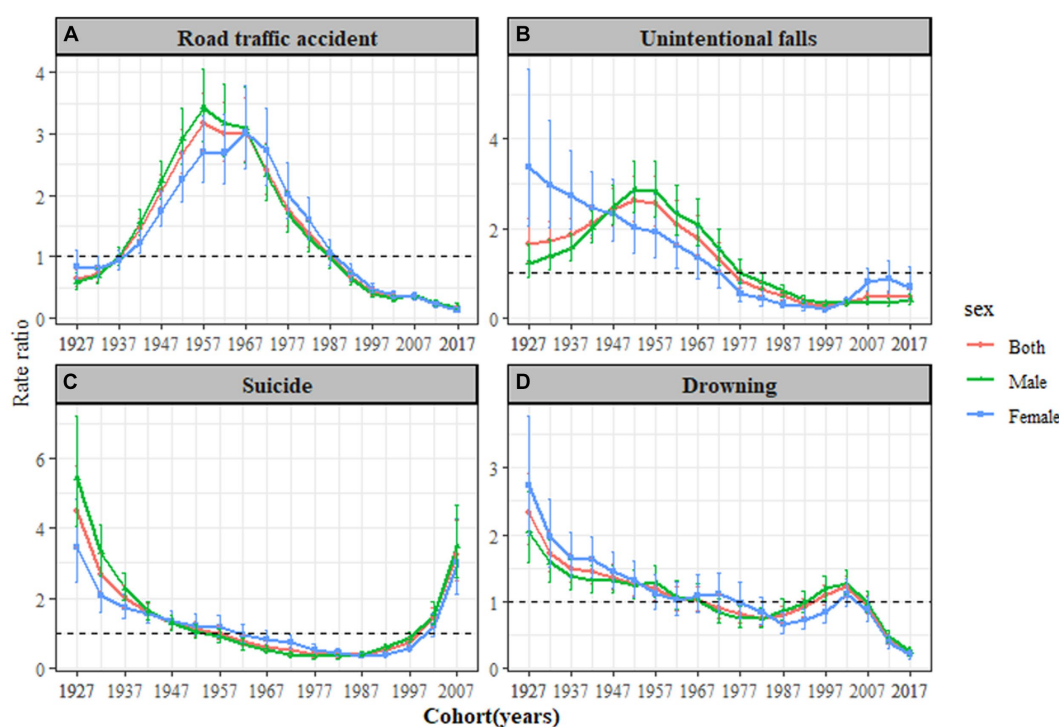 A
Road traffic accident
4
3
2
1
0
1927 1937 1947 1957 1967 1977 1987 1997 2007 2017
B
Unintentional falls
4
2
1
0
1927 1937 1947 1957 1967 1977 1987 1997 2007 2017
C
Suicide
6
4
2
1
0
1927 1937 1947 1957 1967 1977 1987 1997 2007
D
Drowning
3
2
1
0
1927 1937 1947 1957 1967 1977 1987 1997 2007 2017
Rate ratio
Cohort(years)
sex
Both
Male
Female